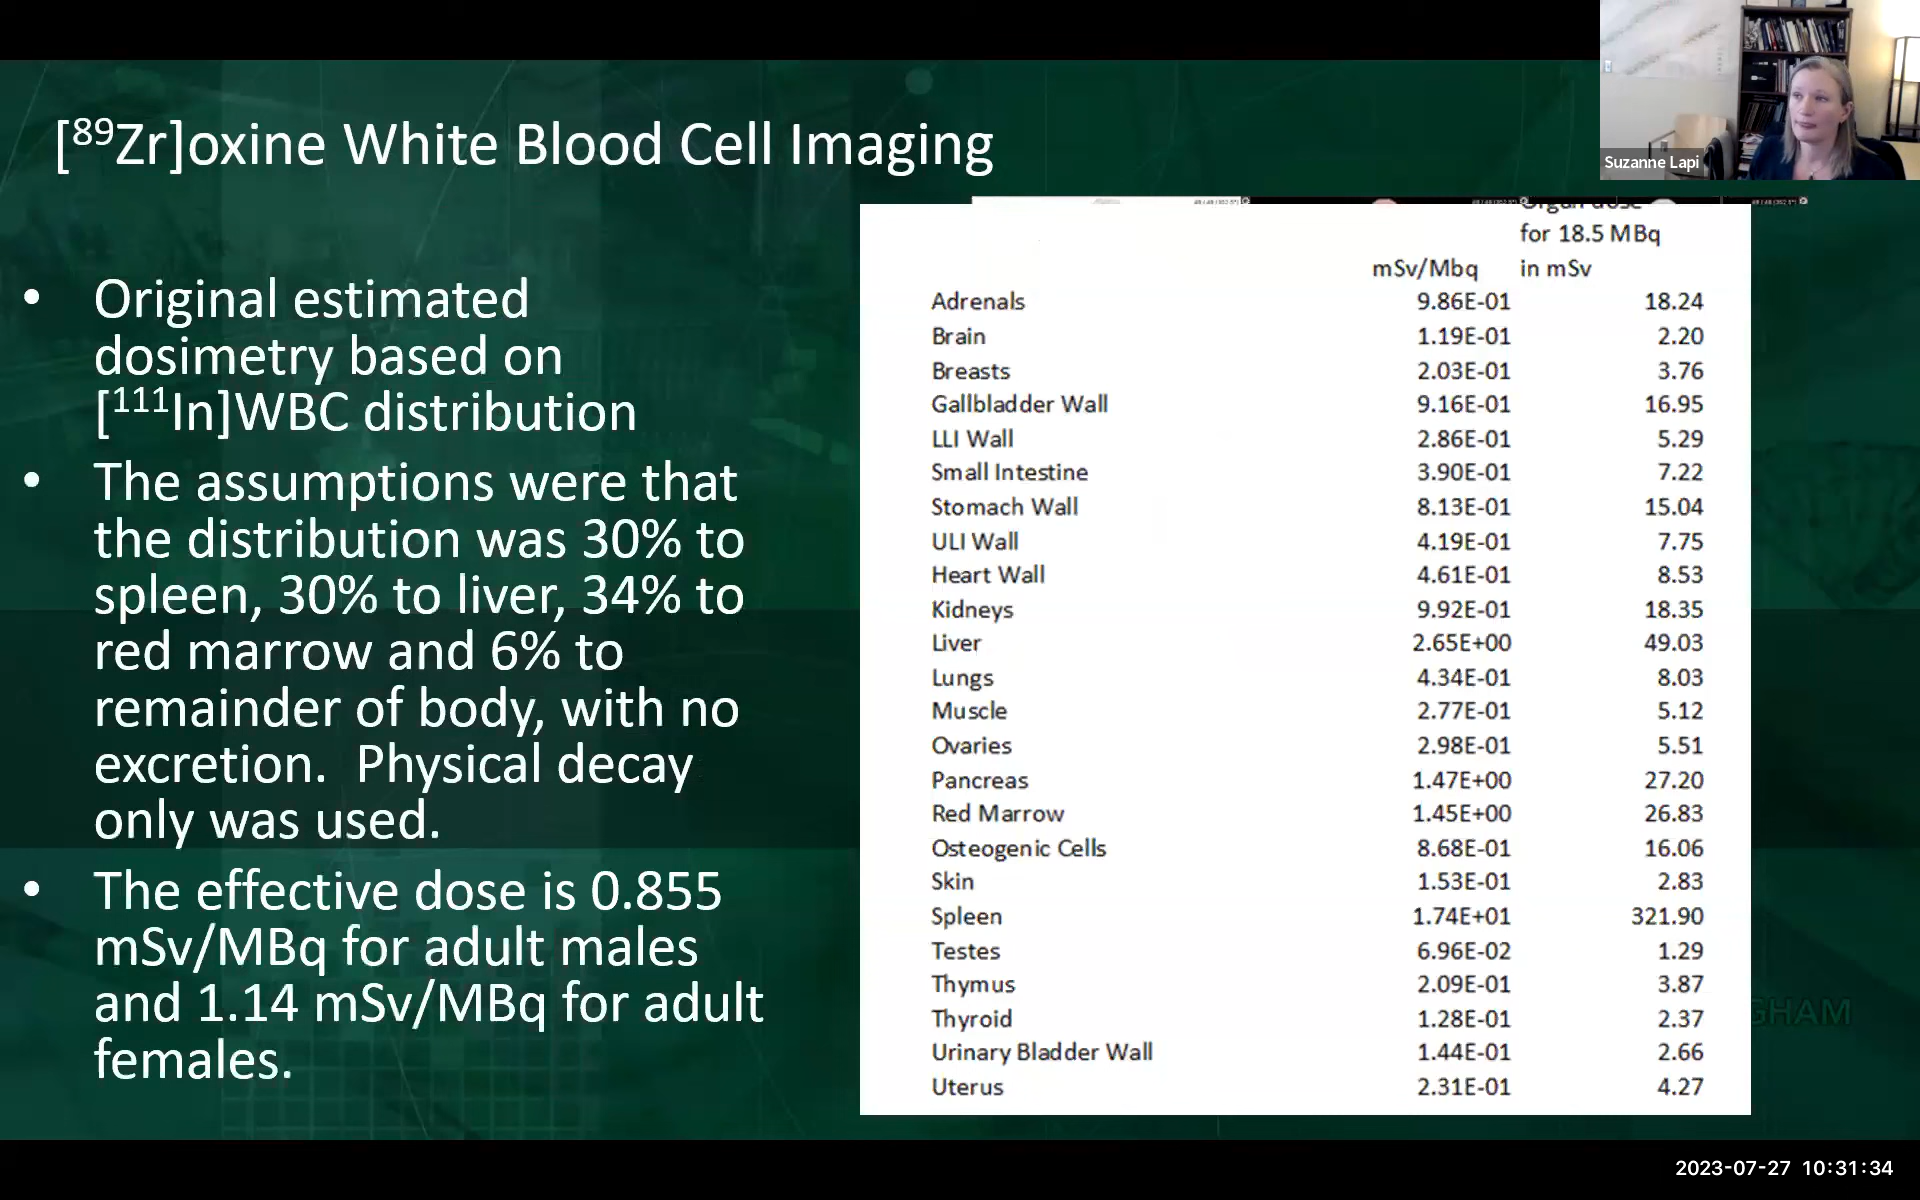 Suzanne Lapi
[89Zr]oxine White Blood Cell Imaging
• Original estimated
dosimetry based on
[111In]WBC distribution
• The assumptions were that
the distribution was 30% to
spleen, 30% to liver, 34% to
red marrow and 6% to
remainder of body, with no
excretion. Physical decay
only was used.
• The effective dose is 0.855
mSv/MBq for adult males
and 1.14 mSv/MBq for adult
females.
Organ dose
for 18.5 MBq
mSv/Mbq in mSv
Adrenals 9.86E-01 18.24
Brain 1.19E-01 2.20
Breasts 2.03E-01 3.76
Gallbladder Wall 9.16E-01 16.95
LLI Wall 2.86E-01 5.29
Small Intestine 3.90E-01 7.22
Stomach Wall 8.13E-01 15.04
ULI Wall 4.19E-01 7.75
Heart Wall 4.61E-01 8.53
Kidneys 9.92E-01 18.35
Liver 2.65E+00 49.03
Lungs 4.34E-01 8.03
Muscle 2.77E-01 5.12
Ovaries 2.98E-01 5.51
Pancreas 1.47E+00 27.20
Red Marrow 1.45E+00 26.83
Osteogenic Cells 8.68E-01 16.06
Skin 1.53E-01 2.83
Spleen 1.74E+01 321.90
Testes 6.96E-02 1.29
Thymus 2.09E-01 3.87
Thyroid 1.28E-01 2.37
Urinary Bladder Wall 1.44E-01 2.66
Uterus 2.31E-01 4.27
GHAM
2023-07-27 10:31:34